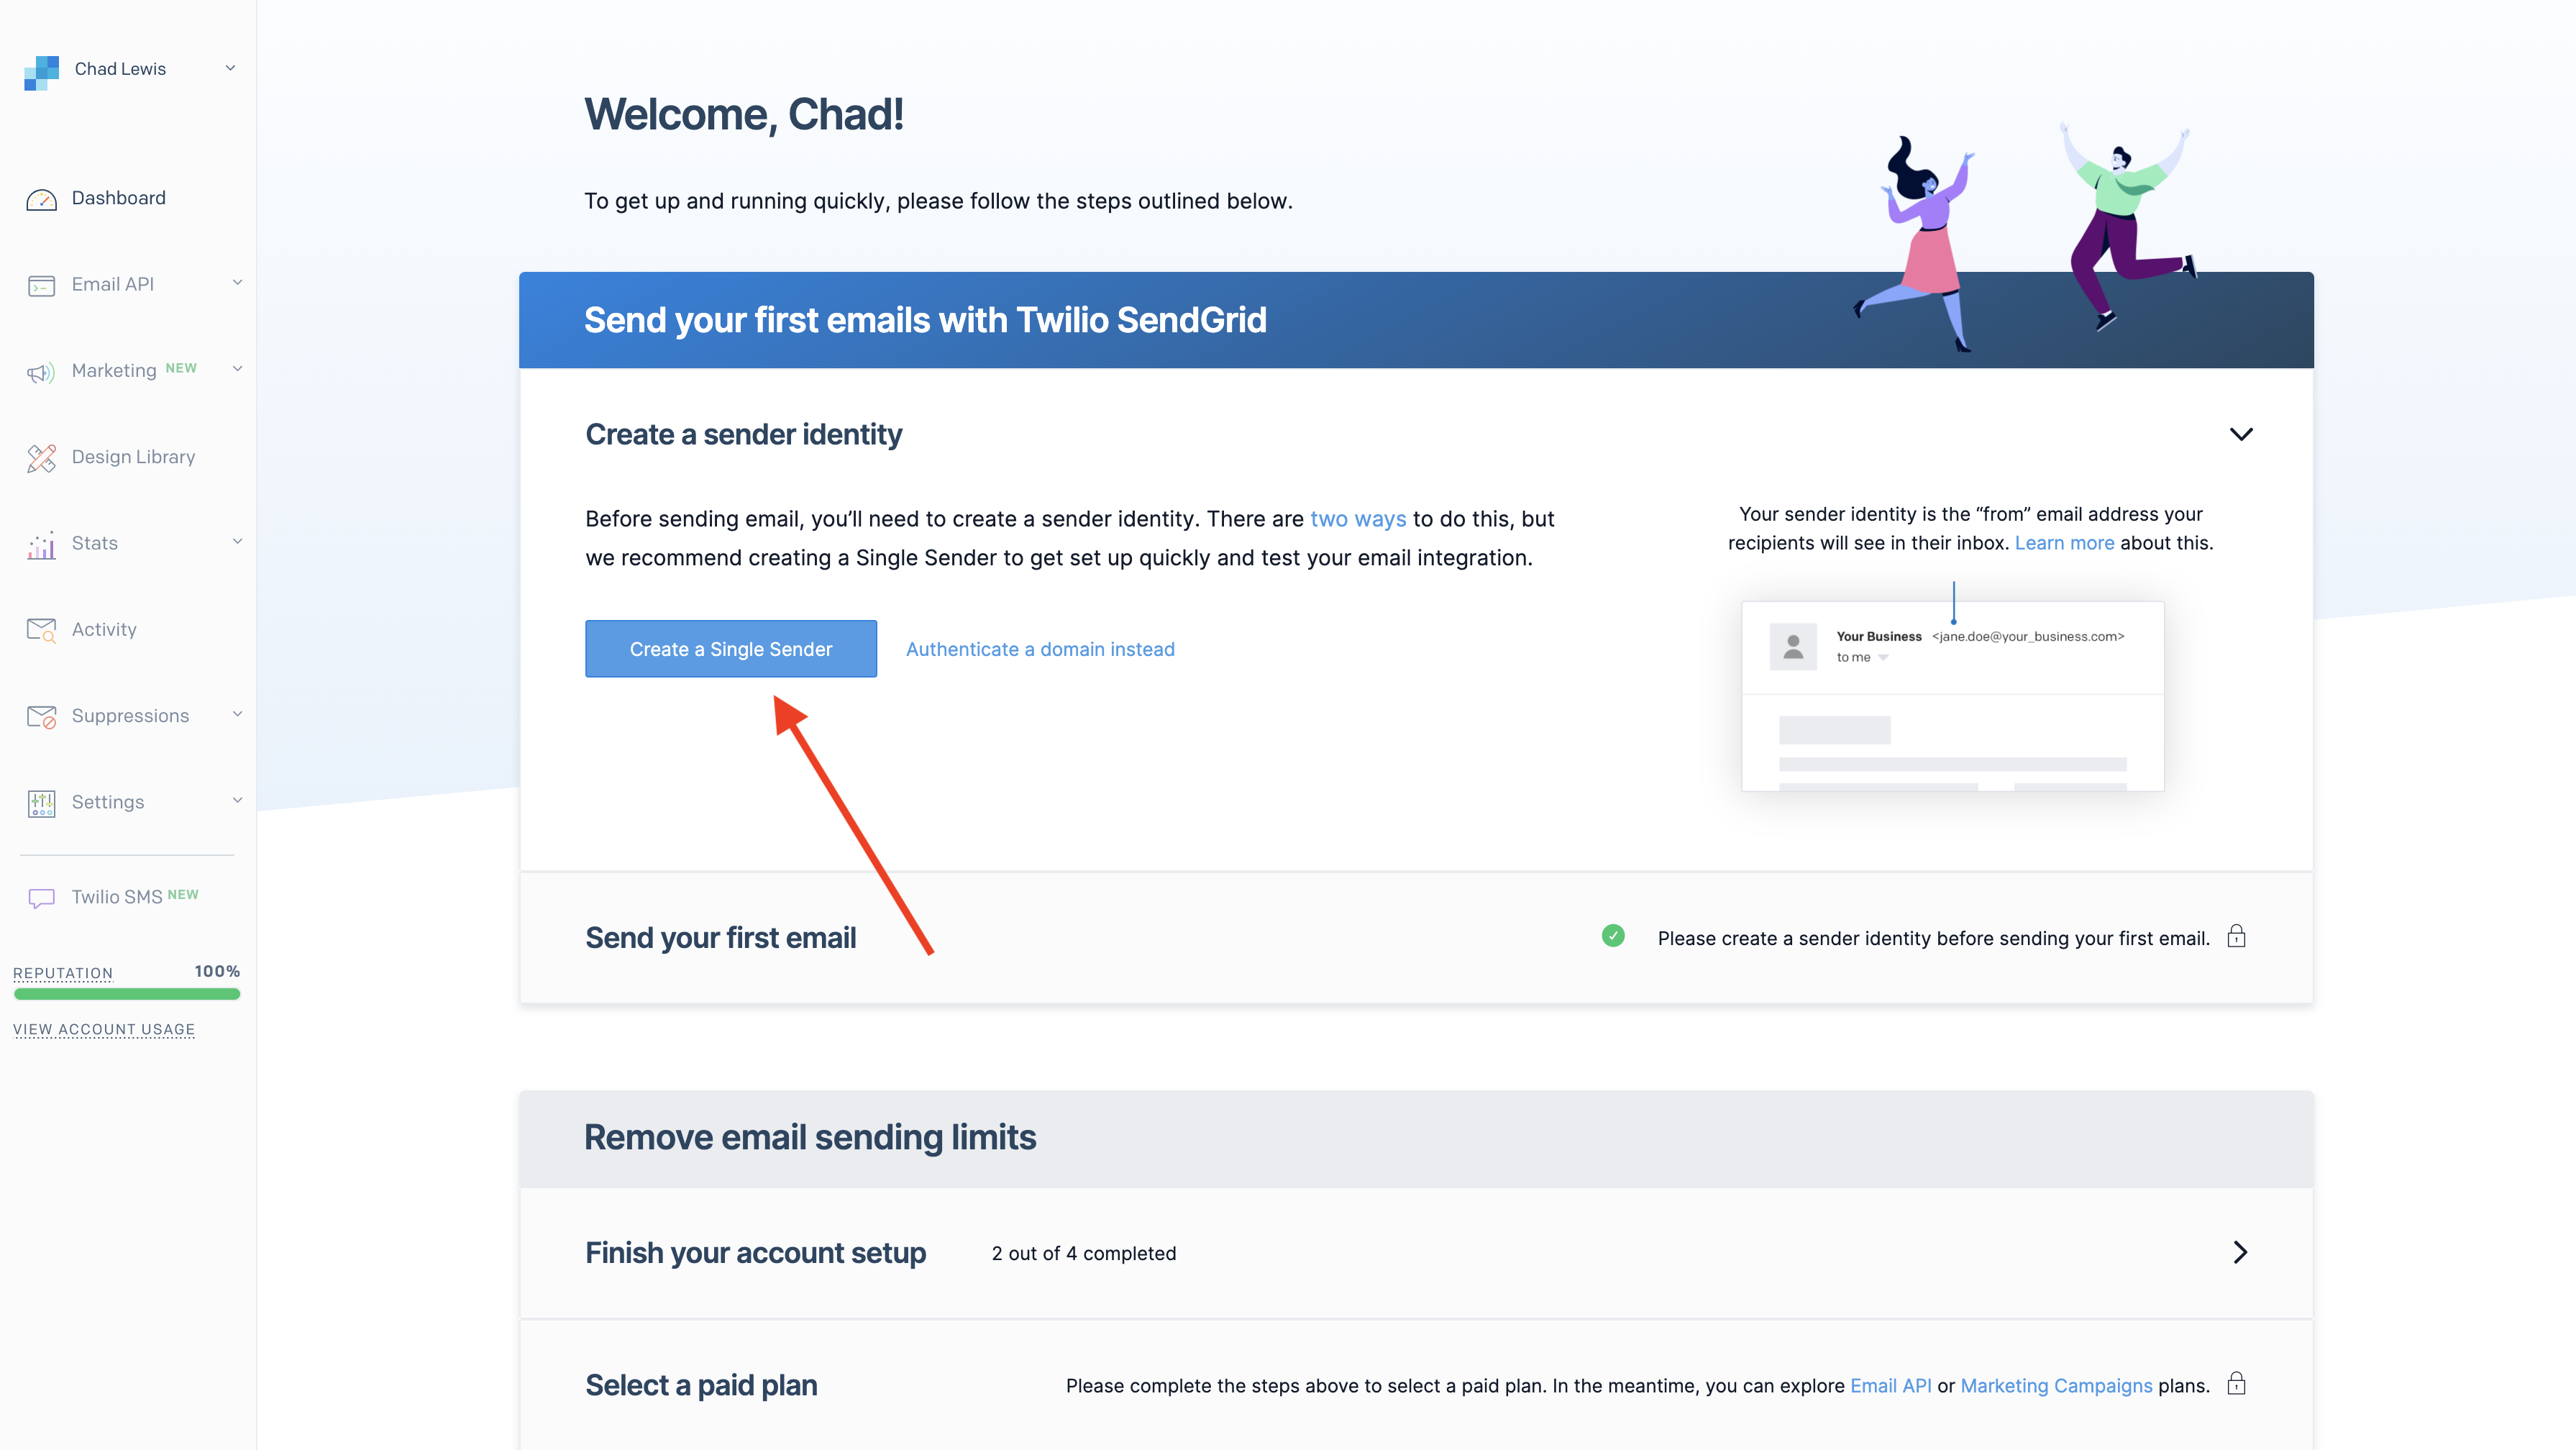 Chad Lewis
Dashboard
Email API
Marketing NEW
Design Library
Stats
Activity
Suppressions
Settings
Twilio SMS NEW
REPUTATION 100%
VIEW ACCOUNT USAGE
Welcome, Chad!
To get up and running quickly, please follow the steps outlined below.
Send your first emails with Twilio SendGrid
Create a sender identity
Before sending email, you’ll need to create a sender identity. There are two ways to do this, but
we recommend creating a Single Sender to get set up quickly and test your email integration.
Create a Single Sender
Authenticate a domain instead
Your sender identity is the “from” email address your
recipients will see in their inbox. Learn more about this.
Your Business <jane.doe@your_business.com>
to me
Send your first email
Please create a sender identity before sending your first email.
Remove email sending limits
Finish your account setup
2 out of 4 completed
Select a paid plan
Please complete the steps above to select a paid plan. In the meantime, you can explore Email API or Marketing Campaigns plans.